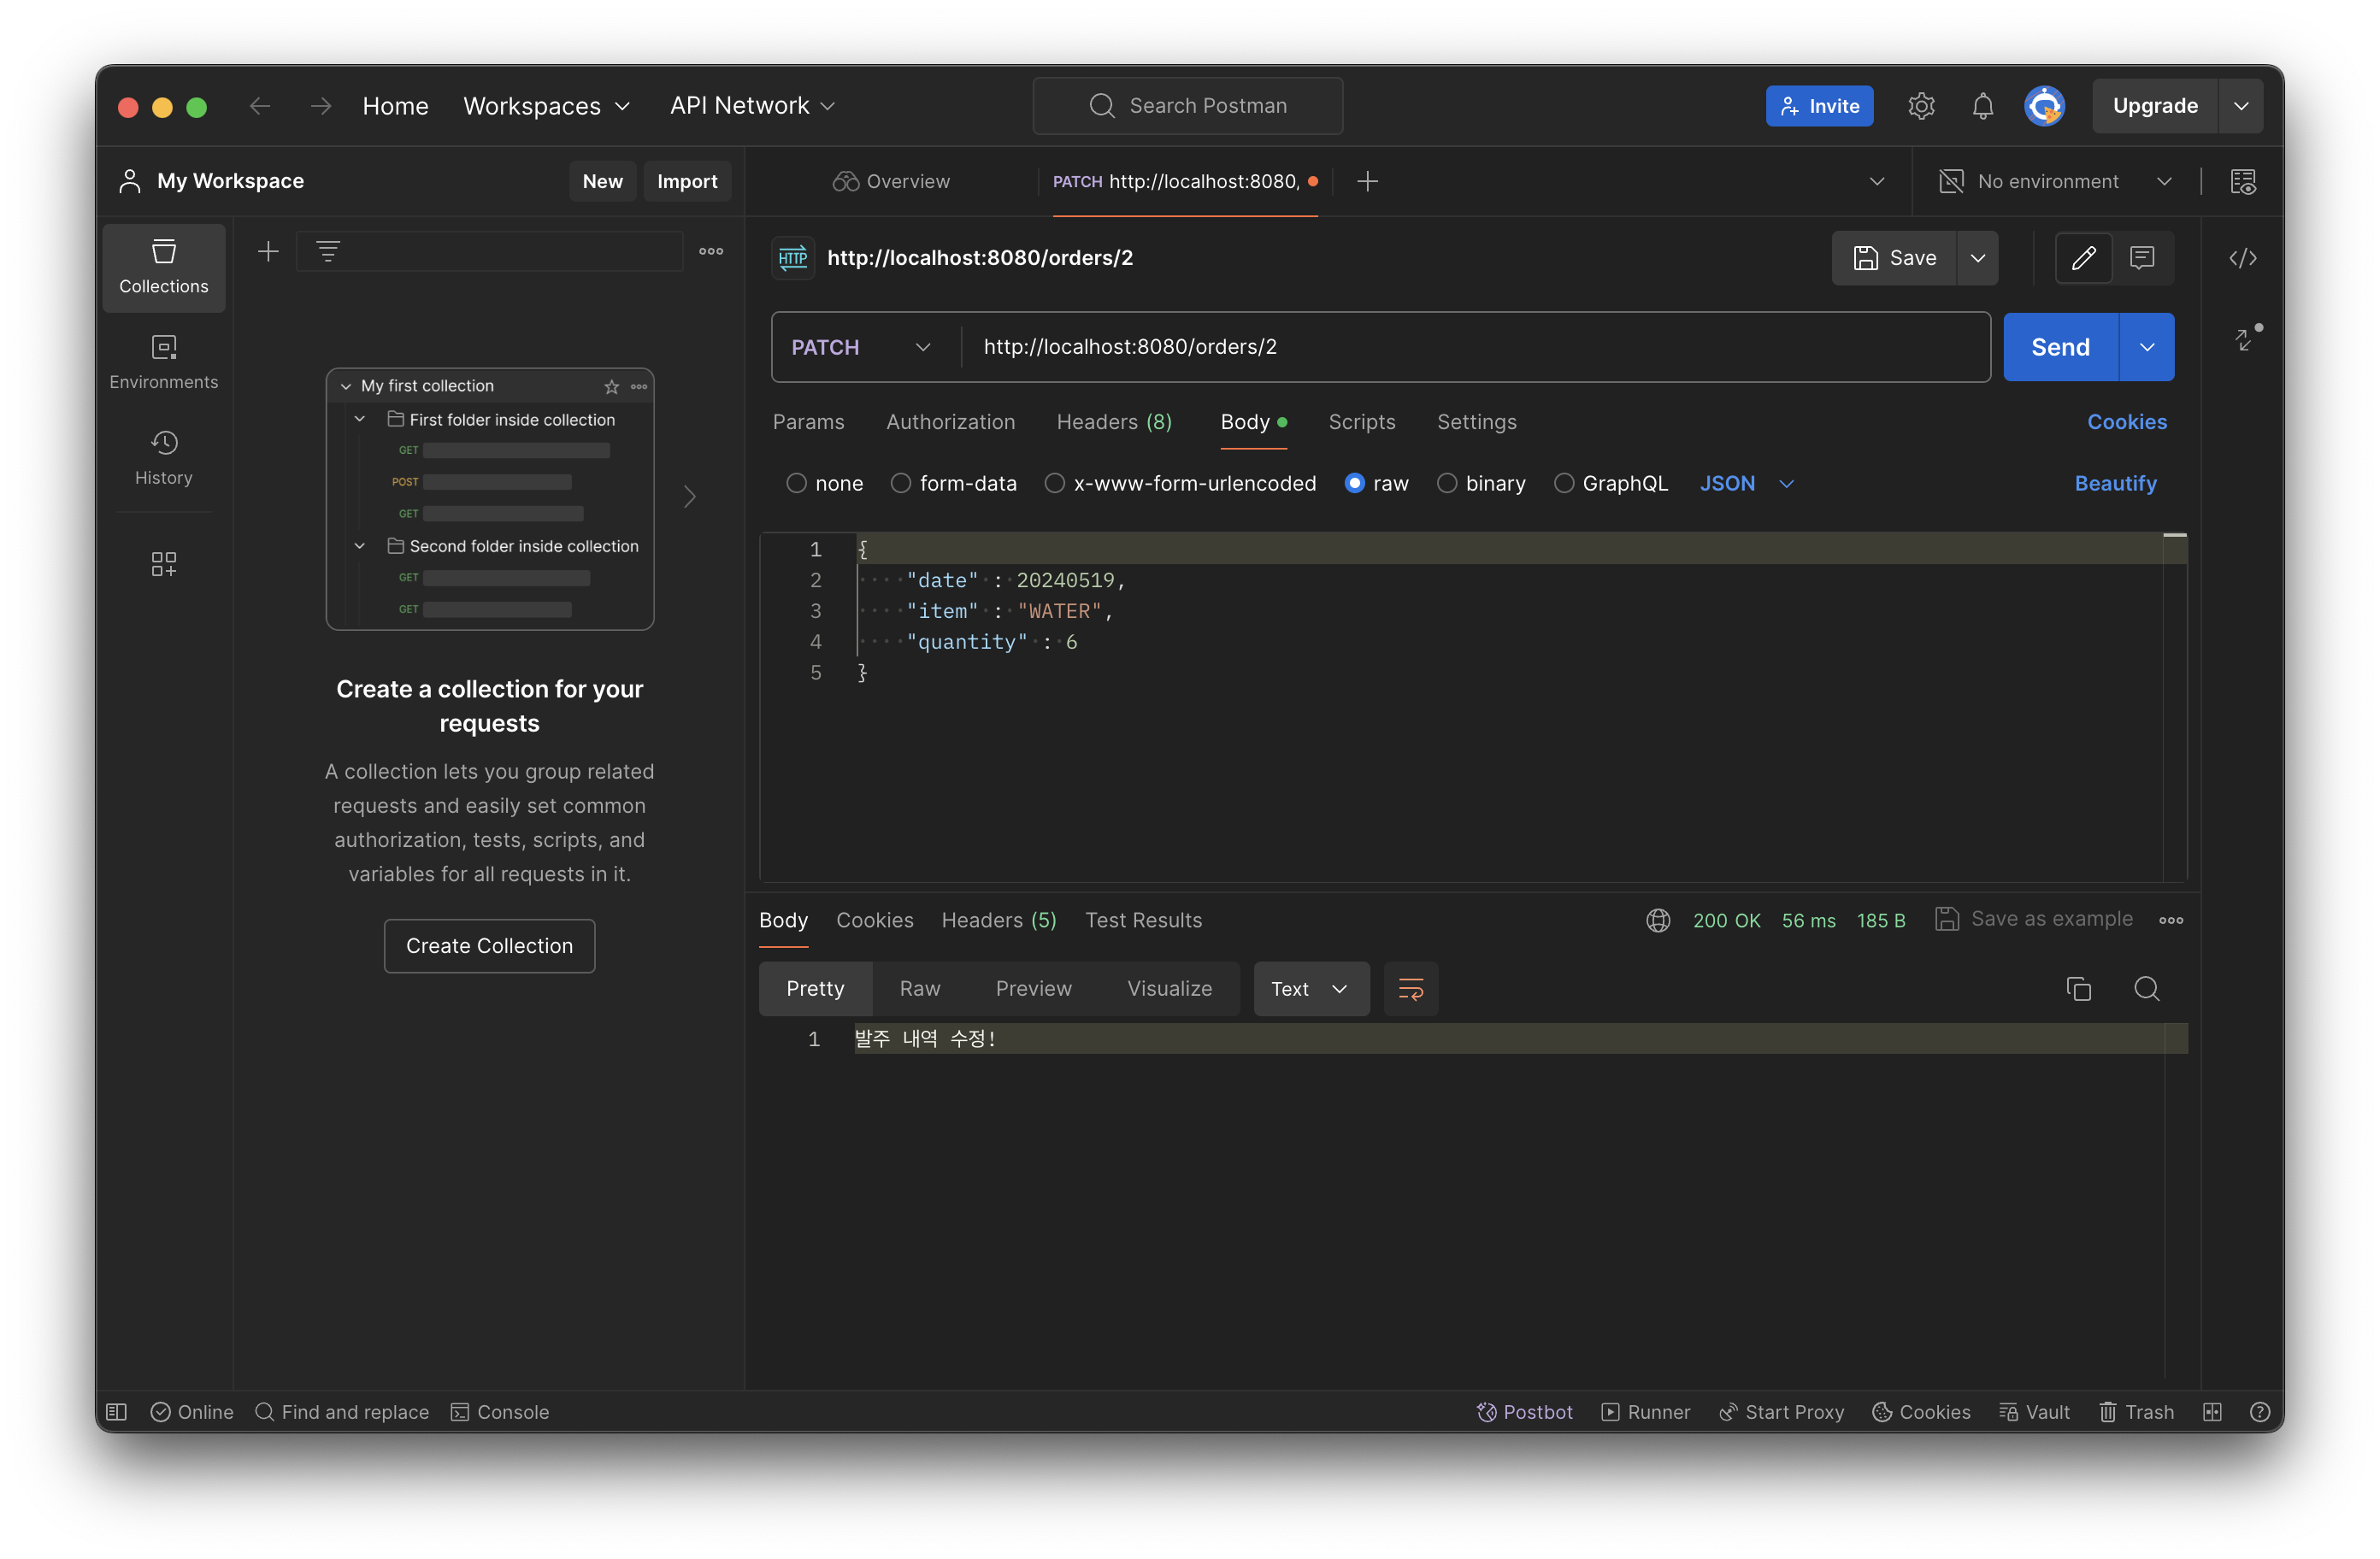 Home Workspaces API Network Search Postman Invite Upgrade
My Workspace New Import Overview PATCH http://localhost:8080, No environment
Collections
Environments
History
My first collection
First folder inside collection
GET
POST
GET
Second folder inside collection
GET
GET
Create a collection for your
requests
A collection lets you group related
requests and easily set common
authorization, tests, scripts, and
variables for all requests in it.
Create Collection
HTTP http://localhost:8080/orders/2 Save
PATCH http://localhost:8080/orders/2 Send
Params Authorization Headers (8) Body Scripts Settings Cookies
none form-data x-www-form-urlencoded raw binary GraphQL JSON Beautify
1 {
2 "date" : 20240519,
3 "item" : "WATER",
4 "quantity" : 6
5 }
Body Cookies Headers (5) Test Results 200 OK 56 ms 185 B Save as example
Pretty Raw Preview Visualize Text
1 발주 내역 수정!
Online Find and replace Console Postbot Runner Start Proxy Cookies Vault Trash